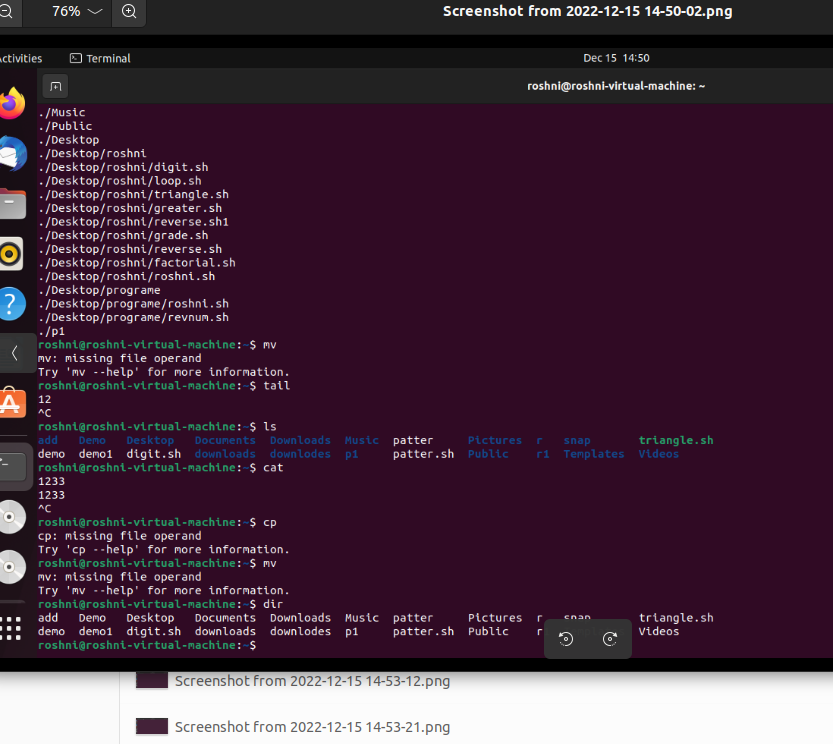 76%
Screenshot from 2022-12-15 14-50-02.png
ctivities Terminal Dec 15 14:50
roshni@roshni-virtual-machine: ~
./Music
./Public
./Desktop
./Desktop/roshni
./Desktop/roshni/digit.sh
./Desktop/roshni/loop.sh
./Desktop/roshni/triangle.sh
./Desktop/roshni/greater.sh
./Desktop/roshni/reverse.sh1
./Desktop/roshni/grade.sh
./Desktop/roshni/reverse.sh
./Desktop/roshni/factorial.sh
./Desktop/roshni/roshni.sh
./Desktop/programe
./Desktop/programe/roshni.sh
./Desktop/programe/revnum.sh
./p1
roshni@roshni-virtual-machine:~$ mv
mv: missing file operand
Try 'mv --help' for more information.
roshni@roshni-virtual-machine:~$ tail
12
^C
roshni@roshni-virtual-machine:~$ ls
add Demo Desktop Documents Downloads Music patter Pictures r snap triangle.sh
demo demo1 digit.sh downloads downlodes p1 patter.sh Public r1 Templates Videos
roshni@roshni-virtual-machine:~$ cat
1233
1233
^C
roshni@roshni-virtual-machine:~$ cp
cp: missing file operand
Try 'cp --help' for more information.
roshni@roshni-virtual-machine:~$ mv
mv: missing file operand
Try 'mv --help' for more information.
roshni@roshni-virtual-machine:~$ dir
add Demo Desktop Documents Downloads Music patter Pictures r snap triangle.sh
demo demo1 digit.sh downloads downlodes p1 patter.sh Public Videos
roshni@roshni-virtual-machine:~$
Screenshot from 2022-12-15 14-53-12.png
Screenshot from 2022-12-15 14-53-21.png